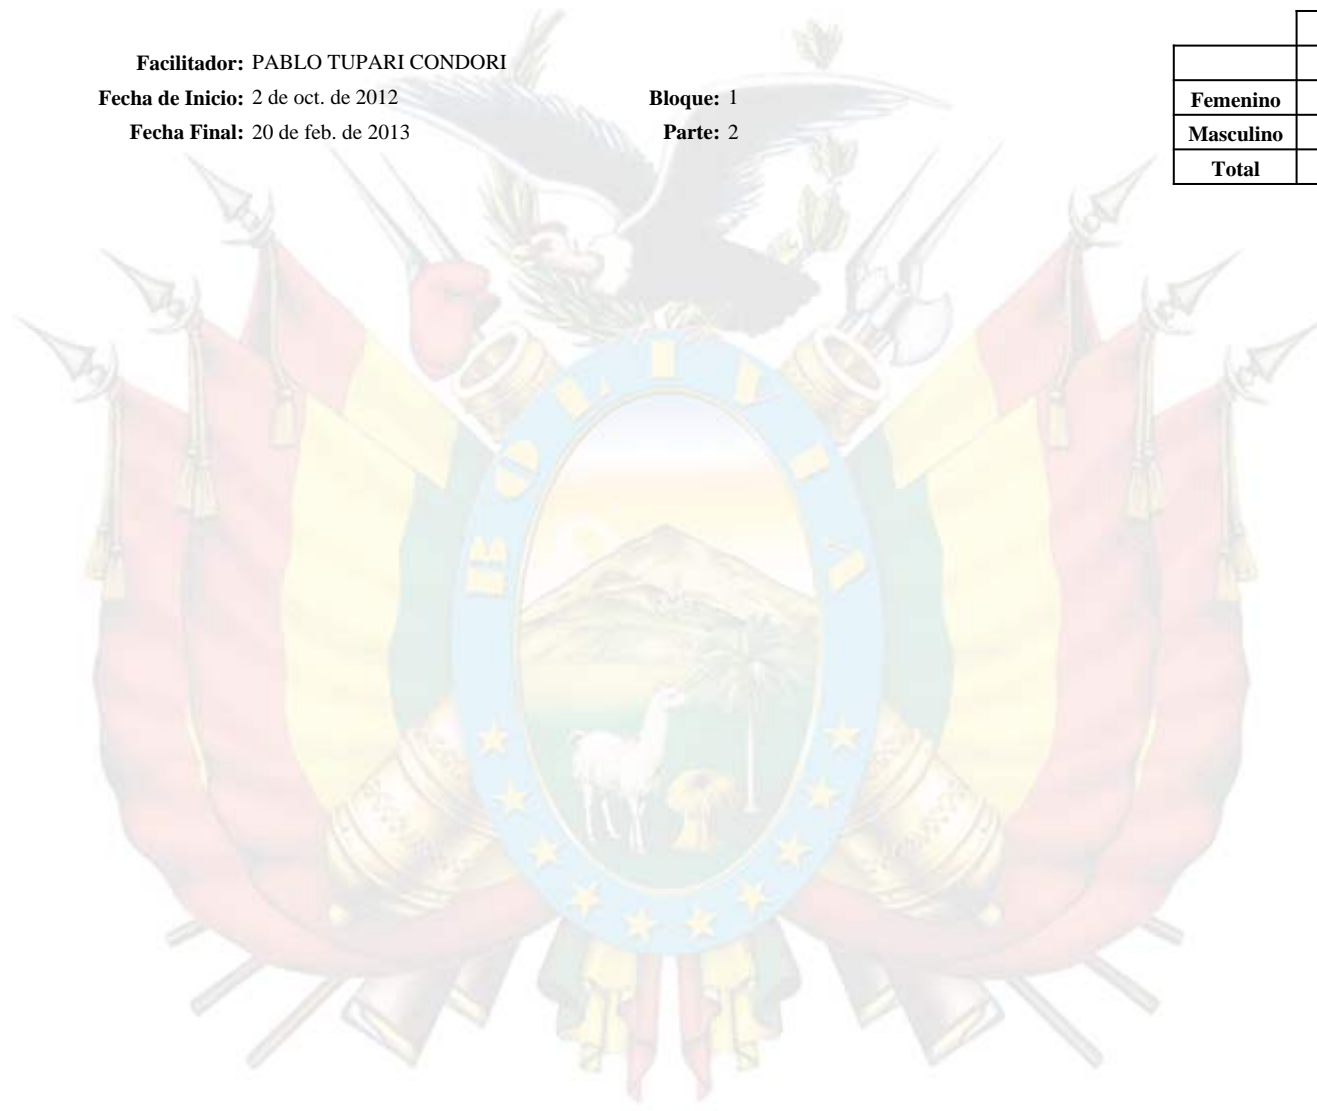 Facilitador: PABLO TUPARI CONDORI
Fecha de Inicio: 2 de oct. de 2012 Bloque: 1
Fecha Final: 20 de feb. de 2013 Parte: 2
Femenino
Masculino
Total
BOLIVIA